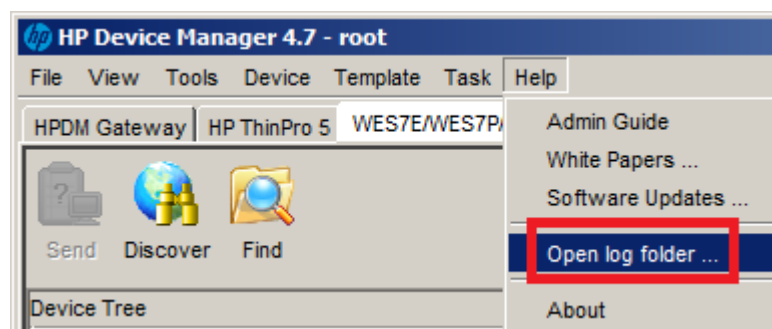 HP Device Manager 4.7 - root
File View Tools Device Template Task Help
HPDM Gateway HP ThinPro 5 WES7E/WES7P/
Admin Guide
White Papers ...
Software Updates ...
Open log folder ...
About
Send Discover Find
Device Tree